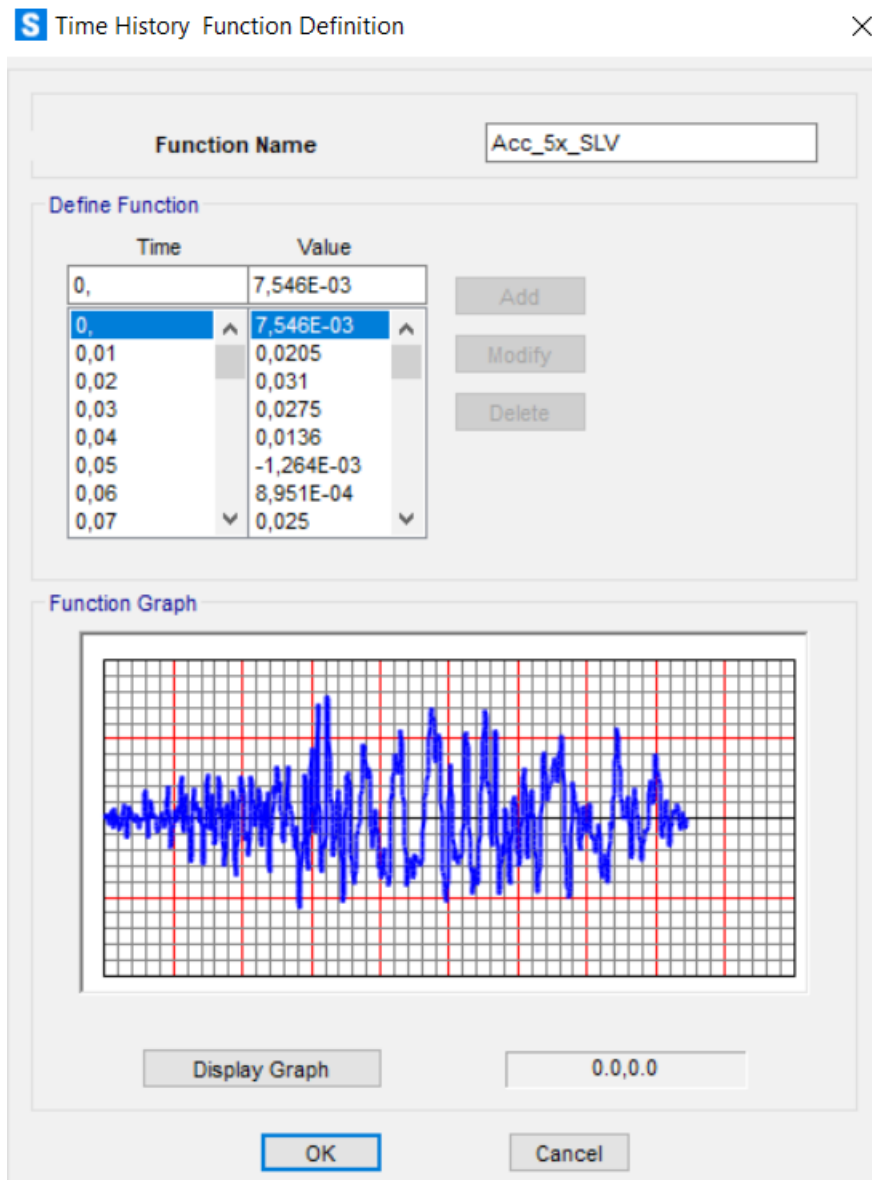 S Time History Function Definition
Function Name Acc_5x_SLV
Define Function
Time Value
0, 7,546E-03
0, 7,546E-03
0,01 0,0205
0,02 0,031
0,03 0,0275
0,04 0,0136
0,05 -1,264E-03
0,06 8,951E-04
0,07 0,025
Add
Modify
Delete
Function Graph
Display Graph 0.0,0.0
OK Cancel